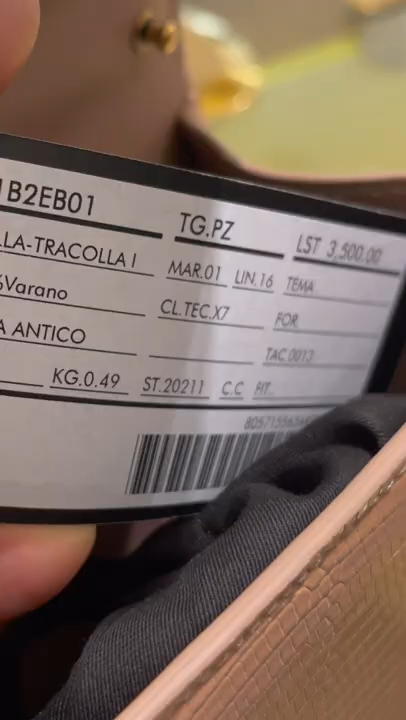 1B2EB01 TG.PZ LST 3,500.00
LLA-TRACOLLA I MAR.01 LIN.16 TEMA
%Varano CL.TEC.X7 FOR
A ANTICO TAC.0013
KG.0.49 ST.20211 C.C FIT.